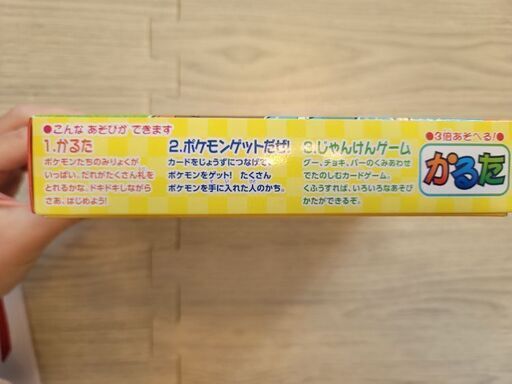 ●こんな あそびが できます
1.かるた
ポケモンたちのみりょくが
いっぱい。だれがたくさん札を
とれるかな。ドキドキしながら
さあ、はじめよう!
2.ポケモンゲットだぜ!
カードをじょうずにつなげて、
ポケモンをゲット! たくさん
ポケモンを手に入れた人のかち。
3.じゃんけんゲーム
グー、チョキ、パーのくみあわせ
でたのしむカードゲーム。
くふうすれば、いろいろなあそび
かたができるぞ。
●3倍あそべる!●
かるた